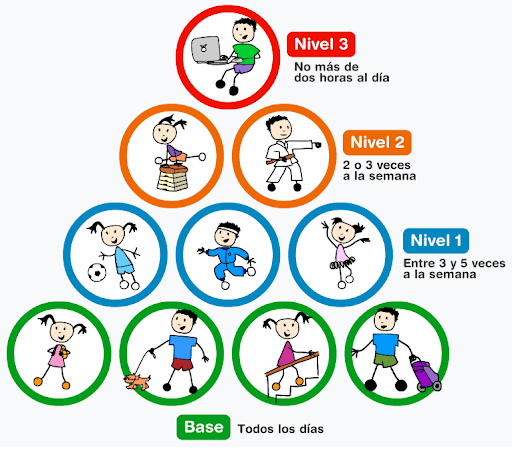 Nivel 3
No más de
dos horas al día
Nivel 2
2 o 3 veces
a la semana
Nivel 1
Entre 3 y 5 veces
a la semana
Base
Todos los días